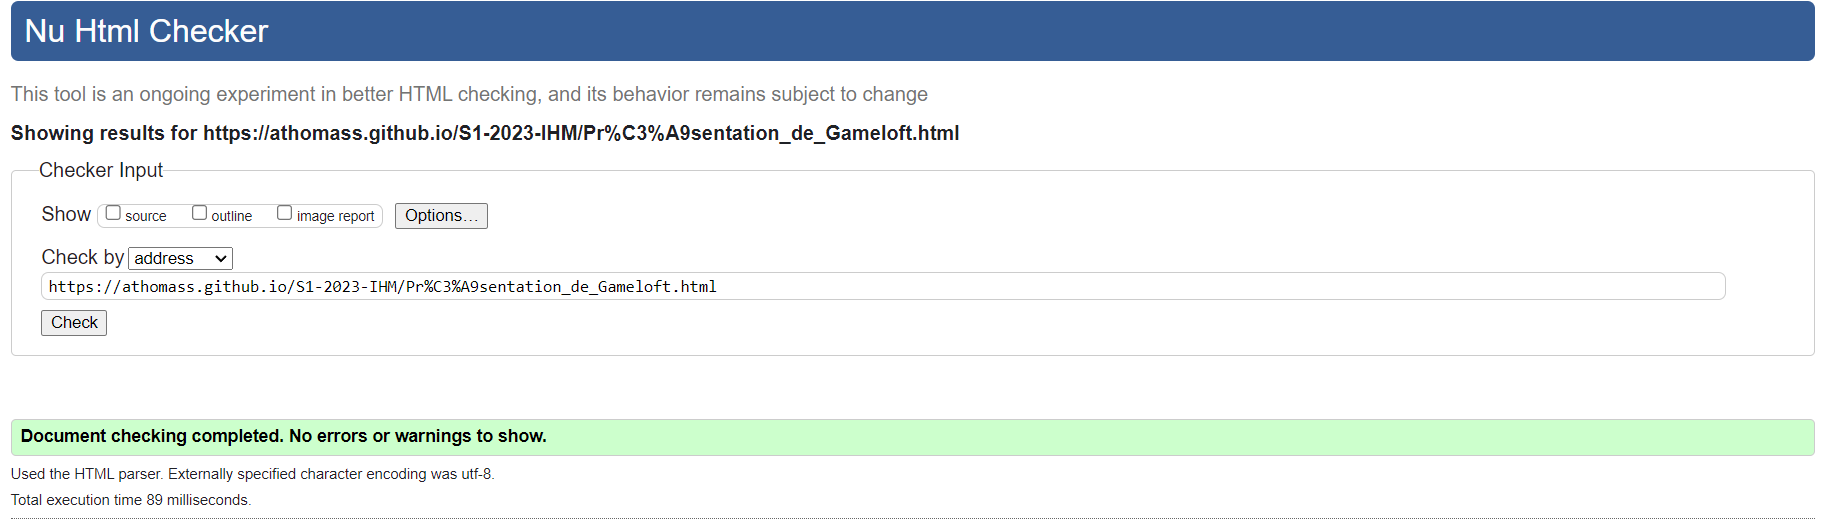 Nu Html Checker
This tool is an ongoing experiment in better HTML checking, and its behavior remains subject to change
Showing results for https://athomass.github.io/S1-2023-IHM/Pr%C3%A9sentation_de_Gameloft.html
Checker Input
Show source outline image report Options…
Check by address
https://athomass.github.io/S1-2023-IHM/Pr%C3%A9sentation_de_Gameloft.html
Check
Document checking completed. No errors or warnings to show.
Used the HTML parser. Externally specified character encoding was utf-8.
Total execution time 89 milliseconds.